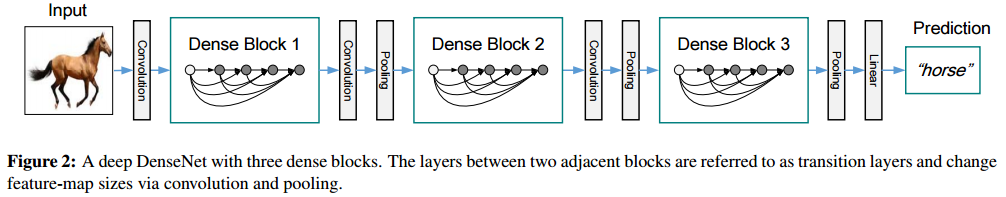 Input
Convolution
Dense Block 1
Convolution
Pooling
Dense Block 2
Convolution
Pooling
Dense Block 3
Pooling
Linear
Prediction
“horse”
Figure 2: A deep DenseNet with three dense blocks. The layers between two adjacent blocks are referred to as transition layers and change
feature-map sizes via convolution and pooling.